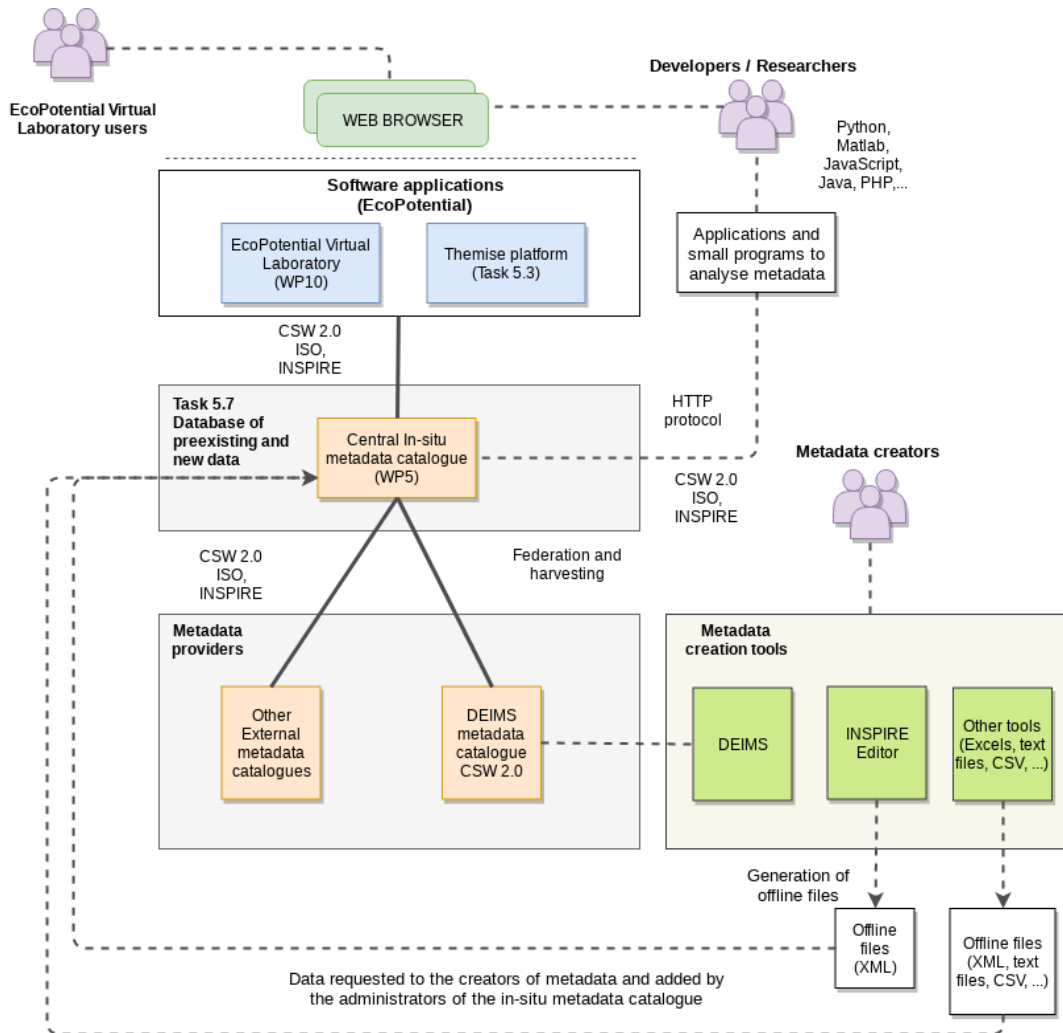 EcoPotential Virtual
Laboratory users
WEB BROWSER
Developers / Researchers
Python,
Matlab,
JavaScript,
Java, PHP,...
Software applications
(EcoPotential)
EcoPotential Virtual
Laboratory
(WP10)
Themise platform
(Task 5.3)
Applications and
small programs to
analyse metadata
CSW 2.0
ISO,
INSPIRE
Task 5.7
Database of
preexisting and
new data
Central In-situ
metadata catalogue
(WP5)
HTTP
protocol
CSW 2.0
ISO,
INSPIRE
Metadata creators
CSW 2.0
ISO,
INSPIRE
Federation and
harvesting
Metadata
providers
Other
External
metadata
catalogues
DEIMS
metadata
catalogue
CSW 2.0
Metadata
creation tools
DEIMS
INSPIRE
Editor
Other tools
(Excels, text
files, CSV, ...)
Generation of
offline files
Offline
files
(XML)
Offline files
(XML, text
files, CSV, ...)
Data requested to the creators of metadata and added by
the administrators of the in-situ metadata catalogue